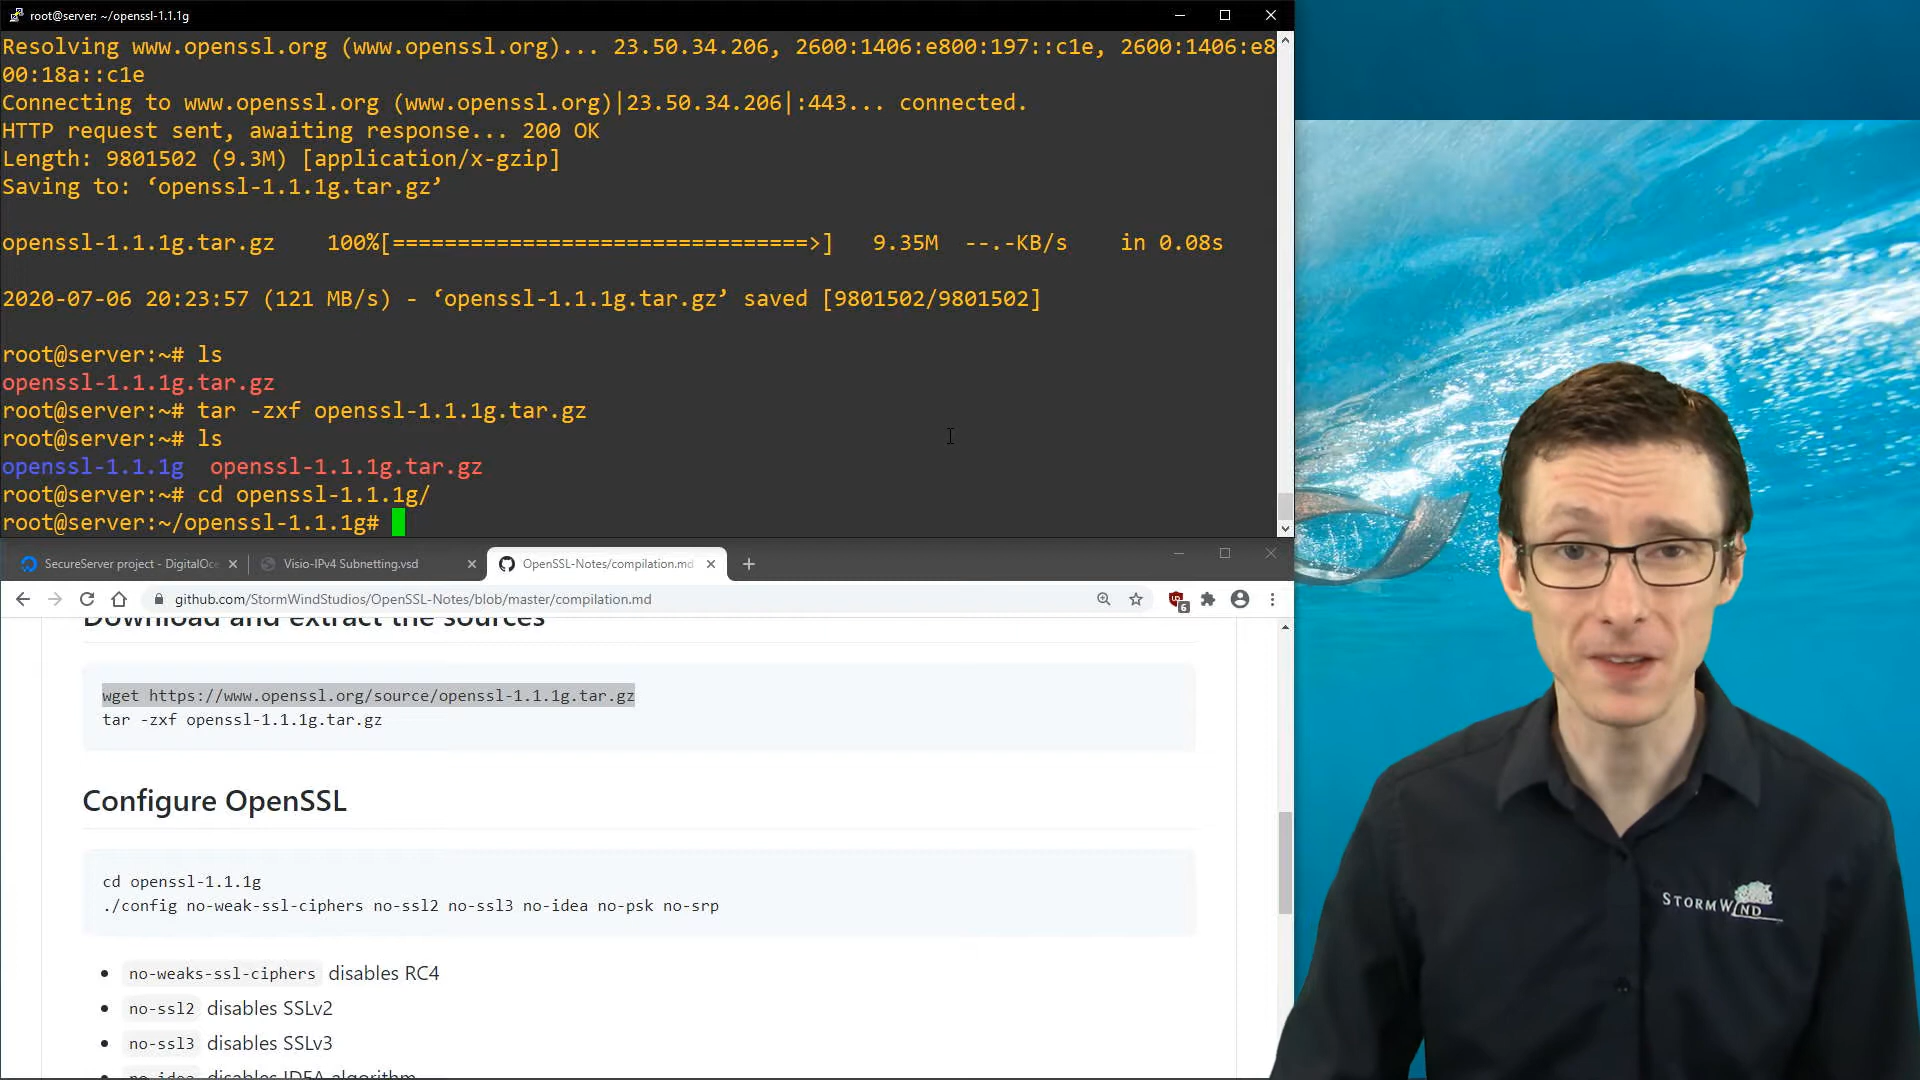 root@server: ~/openssl-1.1.1g
Resolving www.openssl.org (www.openssl.org)... 23.50.34.206, 2600:1406:e800:197::c1e, 2600:1406:e8
00:18a::c1e
Connecting to www.openssl.org (www.openssl.org)|23.50.34.206|:443... connected.
HTTP request sent, awaiting response... 200 OK
Length: 9801502 (9.3M) [application/x-gzip]
Saving to: ‘openssl-1.1.1g.tar.gz’
openssl-1.1.1g.tar.gz 100%[================================>] 9.35M --.-KB/s in 0.08s
2020-07-06 20:23:57 (121 MB/s) - ‘openssl-1.1.1g.tar.gz’ saved [9801502/9801502]
root@server:~# ls
openssl-1.1.1g.tar.gz
root@server:~# tar -zxf openssl-1.1.1g.tar.gz
root@server:~# ls
openssl-1.1.1g openssl-1.1.1g.tar.gz
root@server:~# cd openssl-1.1.1g/
root@server:~/openssl-1.1.1g#
SecureServer project - DigitalOce Visio-IPv4 Subnetting.vsd OpenSSL-Notes/compilation.md
github.com/StormWindStudios/OpenSSL-Notes/blob/master/compilation.md 6
Download and extract the sources
wget https://www.openssl.org/source/openssl-1.1.1g.tar.gz
tar -zxf openssl-1.1.1g.tar.gz
Configure OpenSSL
cd openssl-1.1.1g
./config no-weak-ssl-ciphers no-ssl2 no-ssl3 no-idea no-psk no-srp
no-weaks-ssl-ciphers disables RC4
no-ssl2 disables SSLv2
no-ssl3 disables SSLv3
no-idea disables IDEA algorithm
STORMWIND